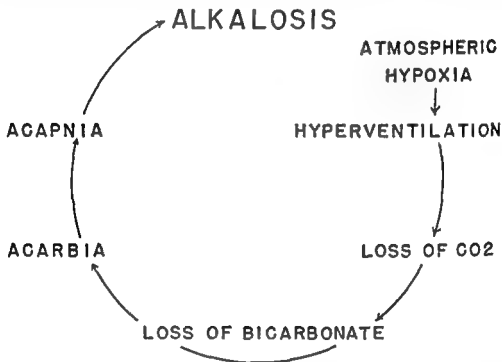 ALKALOSIS
ATMOSPHERIC
HYPOXIA
HYPERVENTILATION
LOSS OF CO2
LOSS OF BICARBONATE
ACARBIA
ACAPNIA